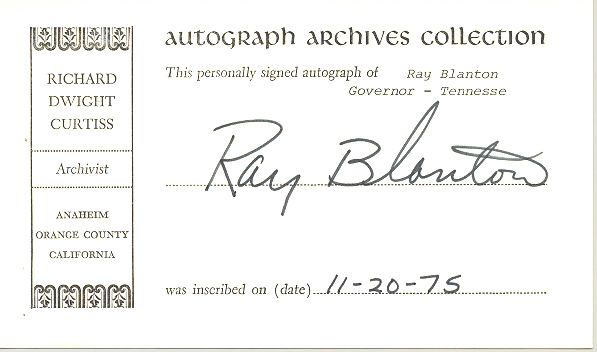 RICHARD
DWIGHT
CURTISS
Archivist
ANAHEIM
ORANGE COUNTY
CALIFORNIA
AUTOGRAPH ARCHIVES COLLECTION
This personally signed autograph of Ray Blanton
Governor - Tennesse
Ray Blanton
was inscribed on (date) 11-20-75